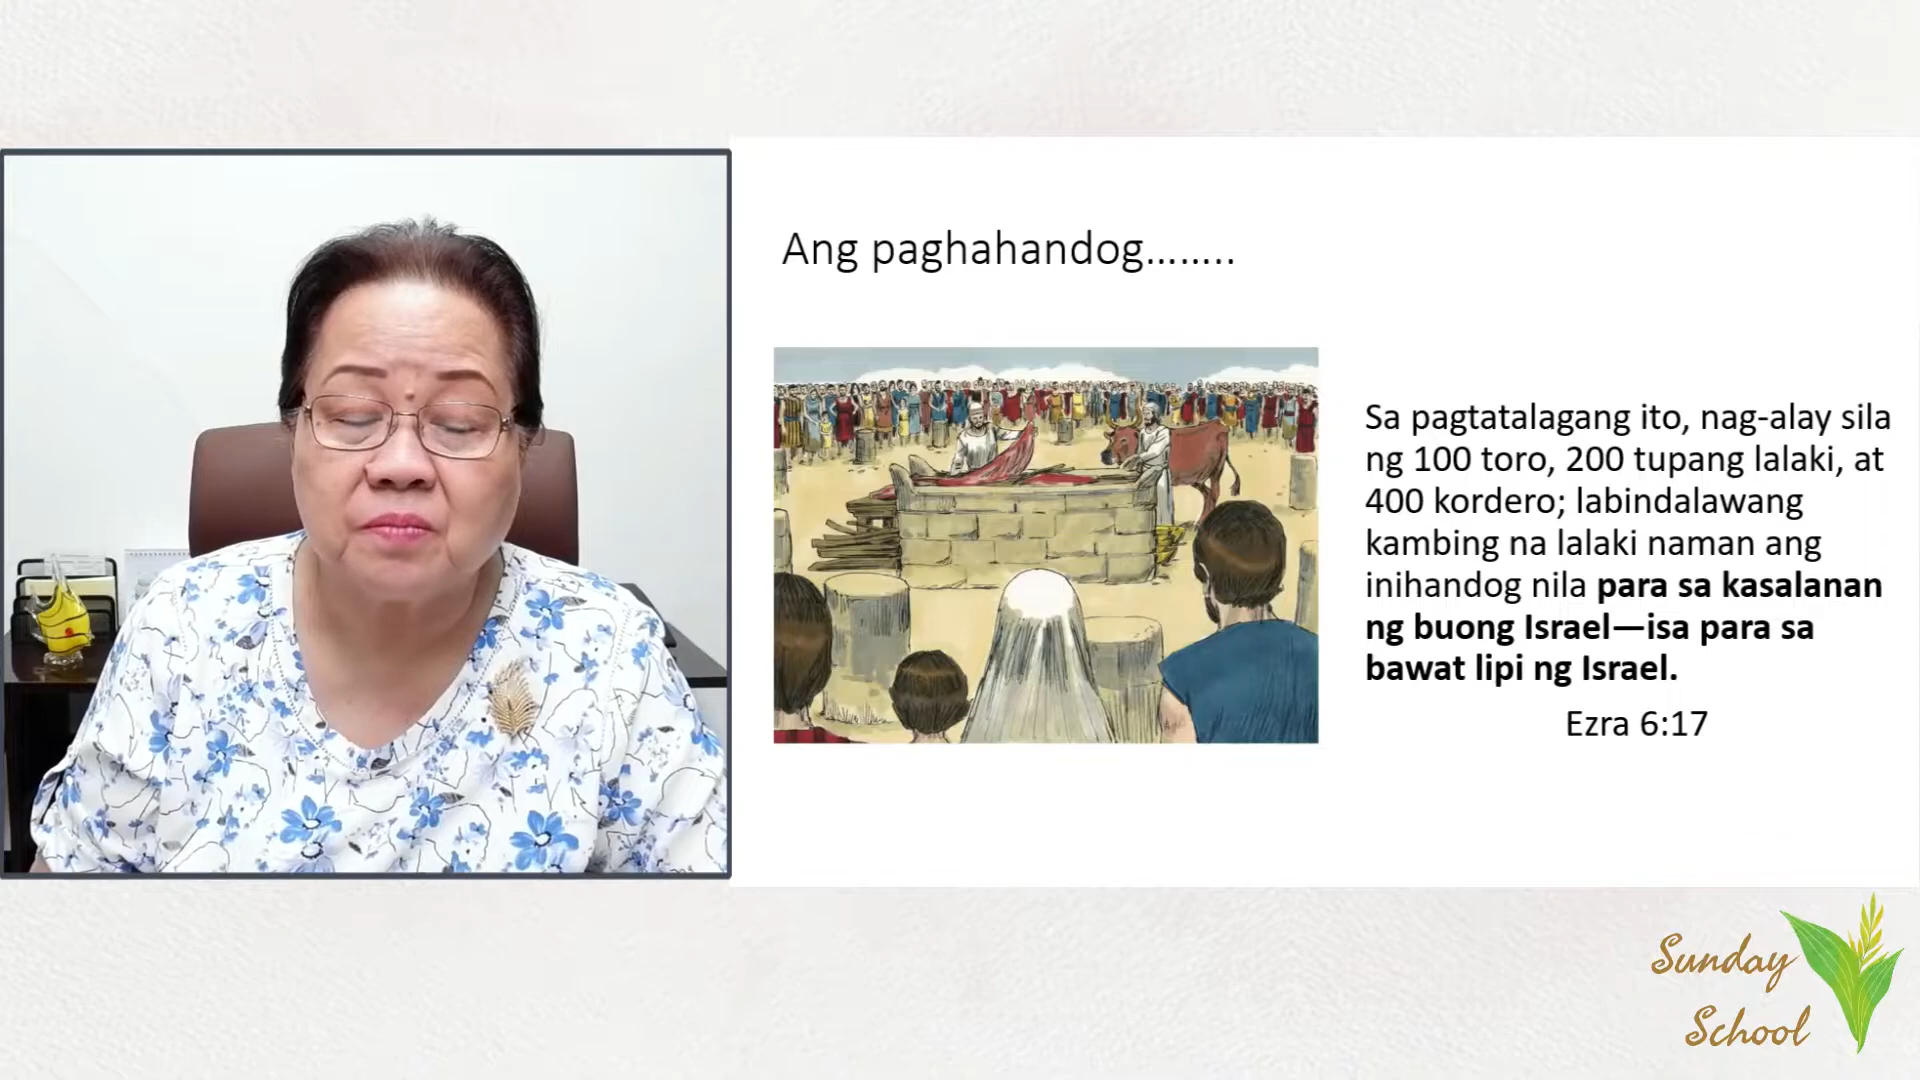 Ang paghahandog........
Sa pagtatalagang ito, nag-alay sila
ng 100 toro, 200 tupang lalaki, at
400 kordero; labindalawang
kambing na lalaki naman ang
inihandog nila para sa kasalanan
ng buong Israel—isa para sa
bawat lipi ng Israel.
Ezra 6:17
Sunday
School